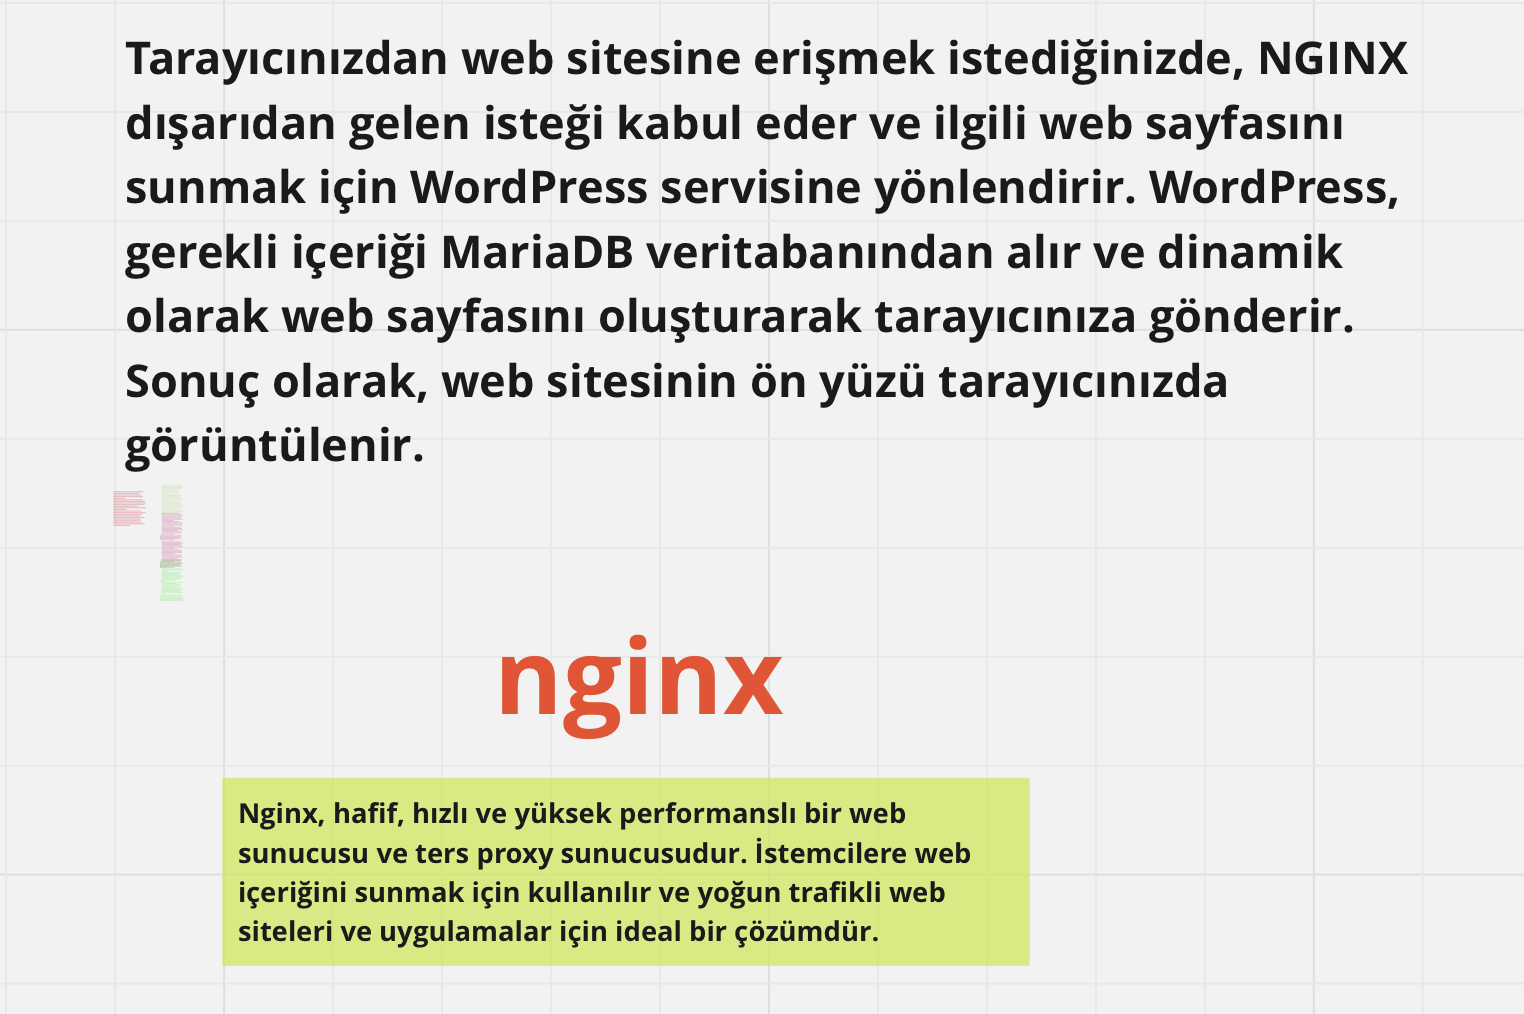 Tarayıcınızdan web sitesine erişmek istediğinizde, NGINX
dışarıdan gelen isteği kabul eder ve ilgili web sayfasını
sunmak için WordPress servisine yönlendirir. WordPress,
gerekli içeriği MariaDB veritabanından alır ve dinamik
olarak web sayfasını oluşturarak tarayıcınıza gönderir.
Sonuç olarak, web sitesinin ön yüzü tarayıcınızda
görüntülenir.
nginx
Nginx, hafif, hızlı ve yüksek performanslı bir web
sunucusu ve ters proxy sunucusudur. İstemcilere web
içeriğini sunmak için kullanılır ve yoğun trafikli web
siteleri ve uygulamalar için ideal bir çözümdür.